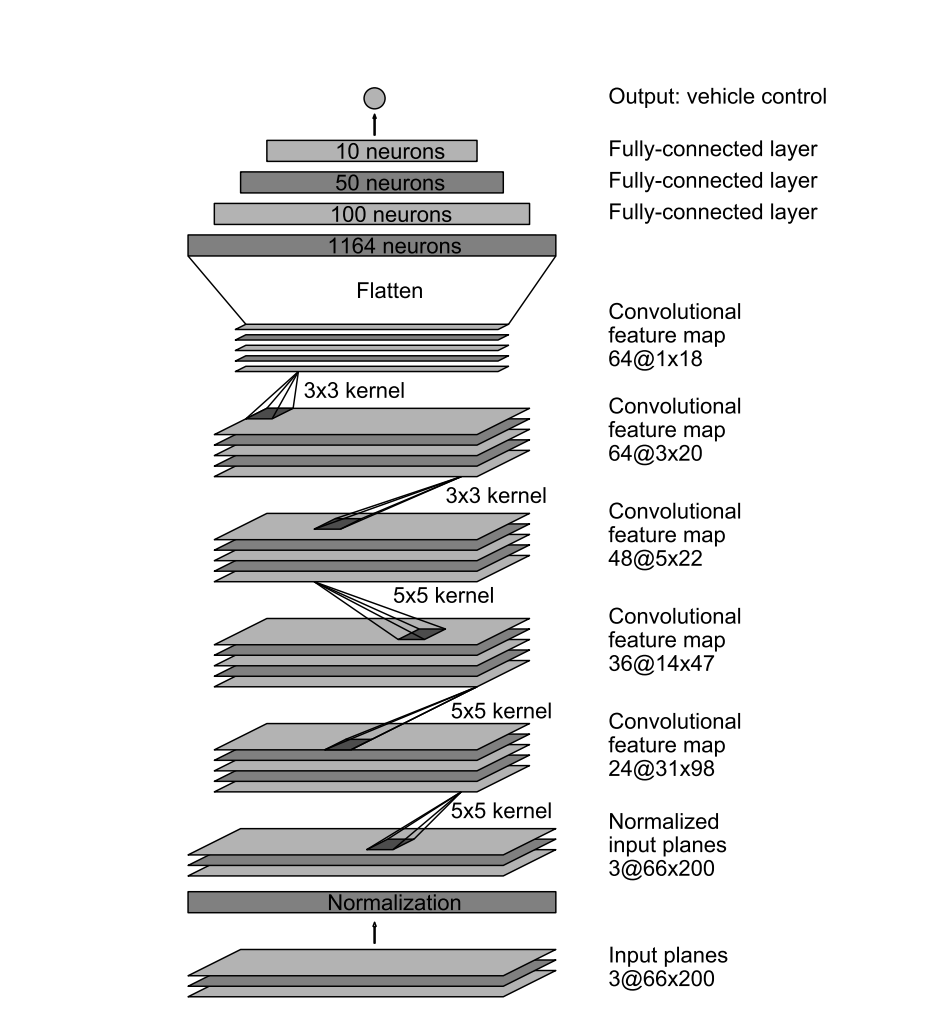 Output: vehicle control
10 neurons
Fully-connected layer
50 neurons
Fully-connected layer
100 neurons
Fully-connected layer
1164 neurons
Flatten
Convolutional
feature map
64@1x18
3x3 kernel
Convolutional
feature map
64@3x20
3x3 kernel
Convolutional
feature map
48@5x22
5x5 kernel
Convolutional
feature map
36@14x47
5x5 kernel
Convolutional
feature map
24@31x98
5x5 kernel
Normalized
input planes
3@66x200
Normalization
Input planes
3@66x200